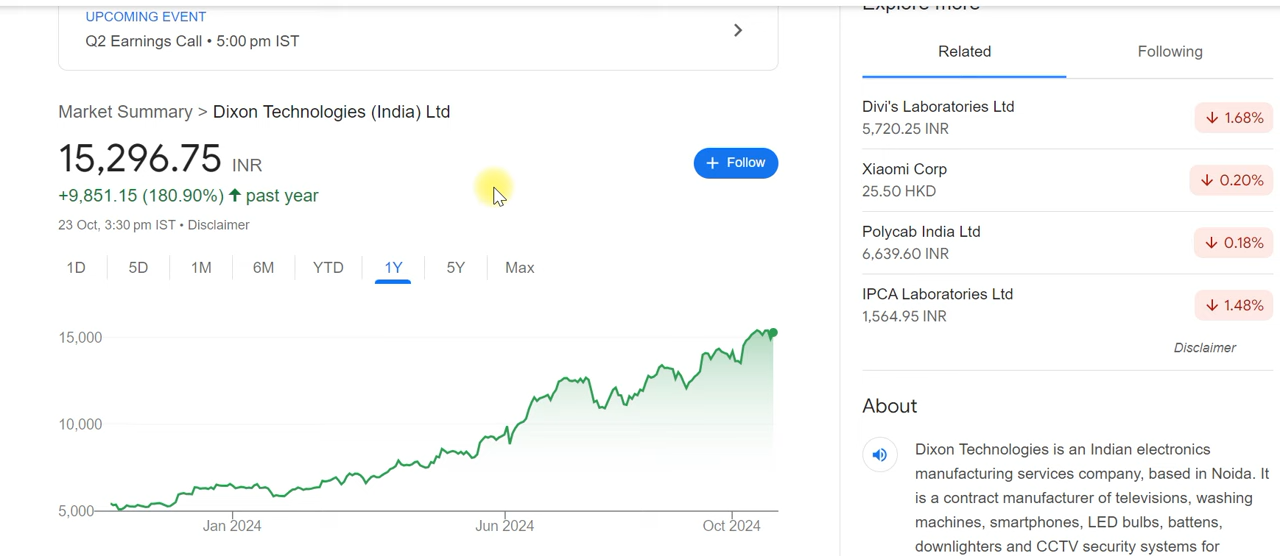 UPCOMING EVENT
Q2 Earnings Call • 5:00 pm IST
Market Summary > Dixon Technologies (India) Ltd
15,296.75 INR
+9,851.15 (180.90%) ↑ past year
23 Oct, 3:30 pm IST • Disclaimer
+ Follow
1D 5D 1M 6M YTD 1Y 5Y Max
15,000
10,000
5,000
Jan 2024 Jun 2024 Oct 2024
Explore more
Related Following
Divi's Laboratories Ltd
5,720.25 INR
↓ 1.68%
Xiaomi Corp
25.50 HKD
↓ 0.20%
Polycab India Ltd
6,639.60 INR
↓ 0.18%
IPCA Laboratories Ltd
1,564.95 INR
↓ 1.48%
Disclaimer
About
Dixon Technologies is an Indian electronics
manufacturing services company, based in Noida. It
is a contract manufacturer of televisions, washing
machines, smartphones, LED bulbs, battens,
downlighters and CCTV security systems for